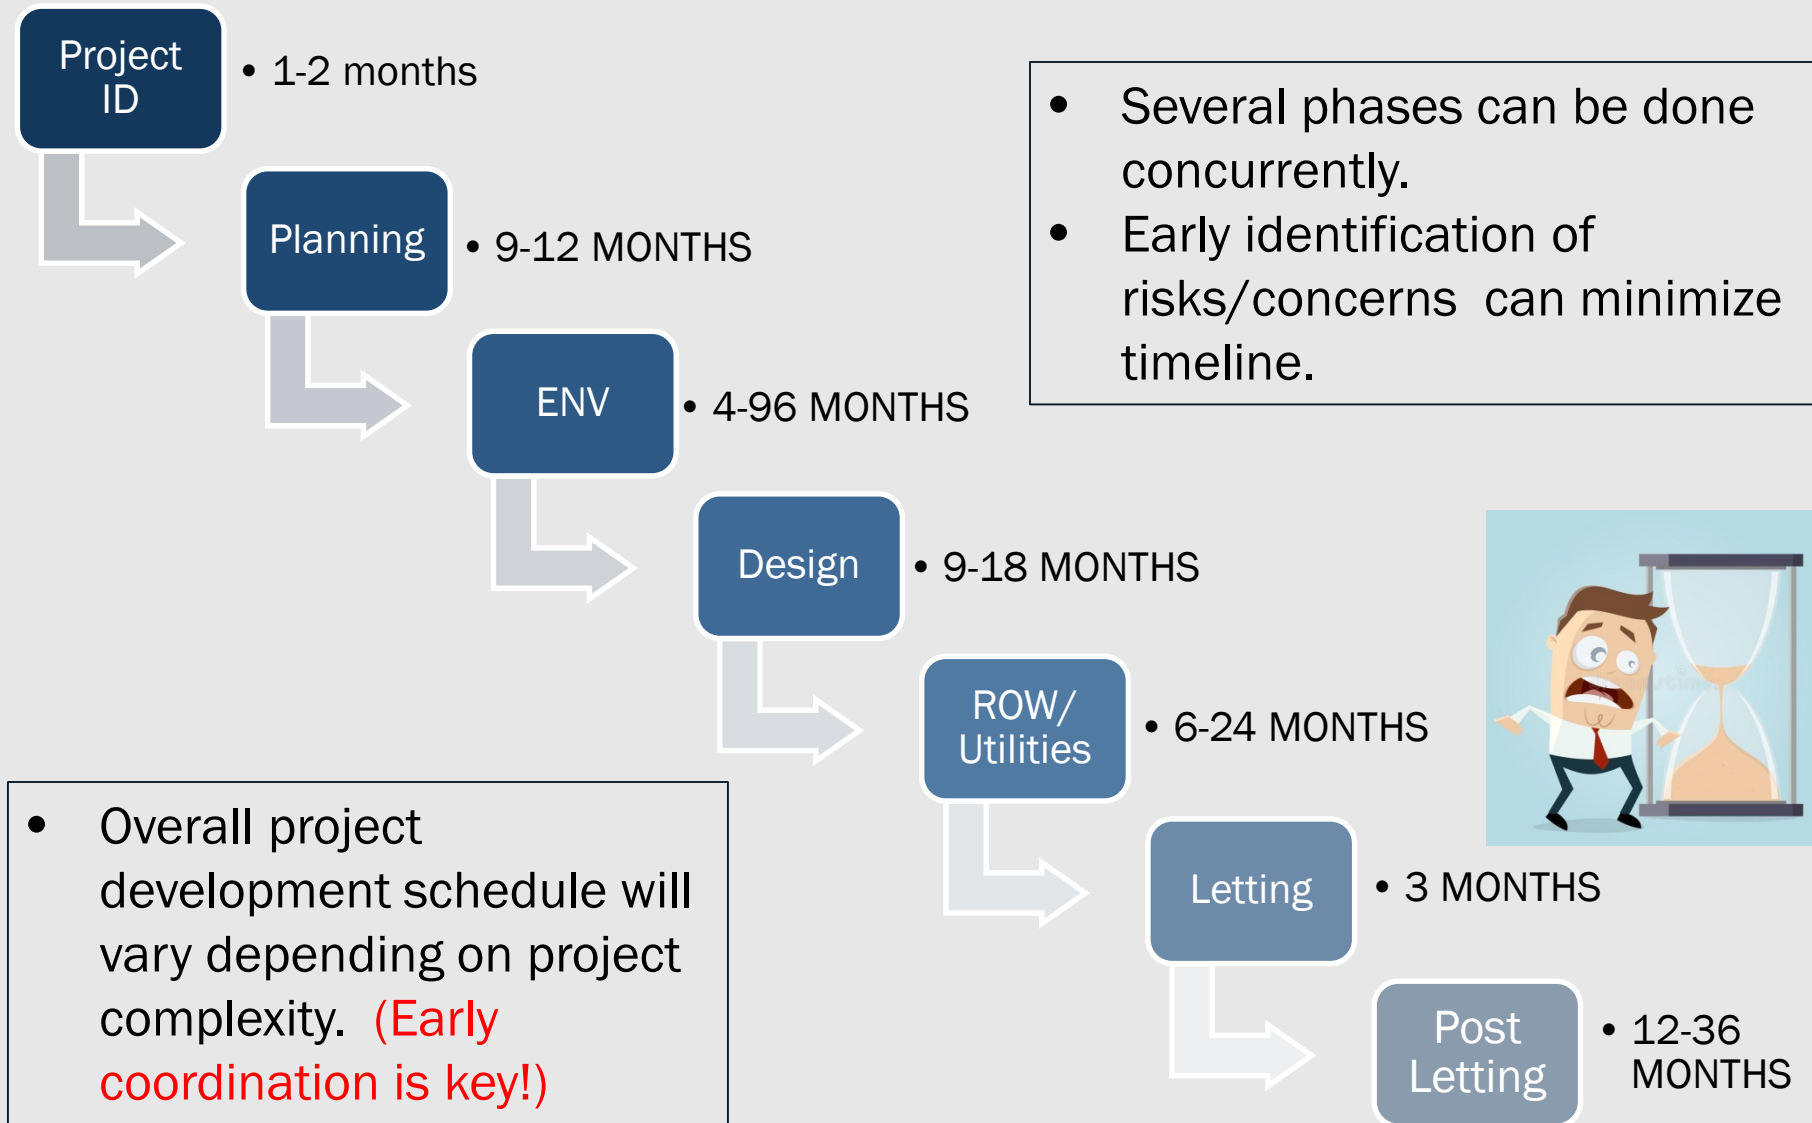 Project
ID
• 1-2 months
Planning
• 9-12 MONTHS
ENV
• 4-96 MONTHS
Design
• 9-18 MONTHS
ROW/
Utilities
• 6-24 MONTHS
Letting
• 3 MONTHS
Post
Letting
• 12-36
MONTHS
• Several phases can be done
concurrently.
• Early identification of
risks/concerns  can minimize
timeline.
• Overall project
development schedule will
vary depending on project
complexity.  (Early
coordination is key!)